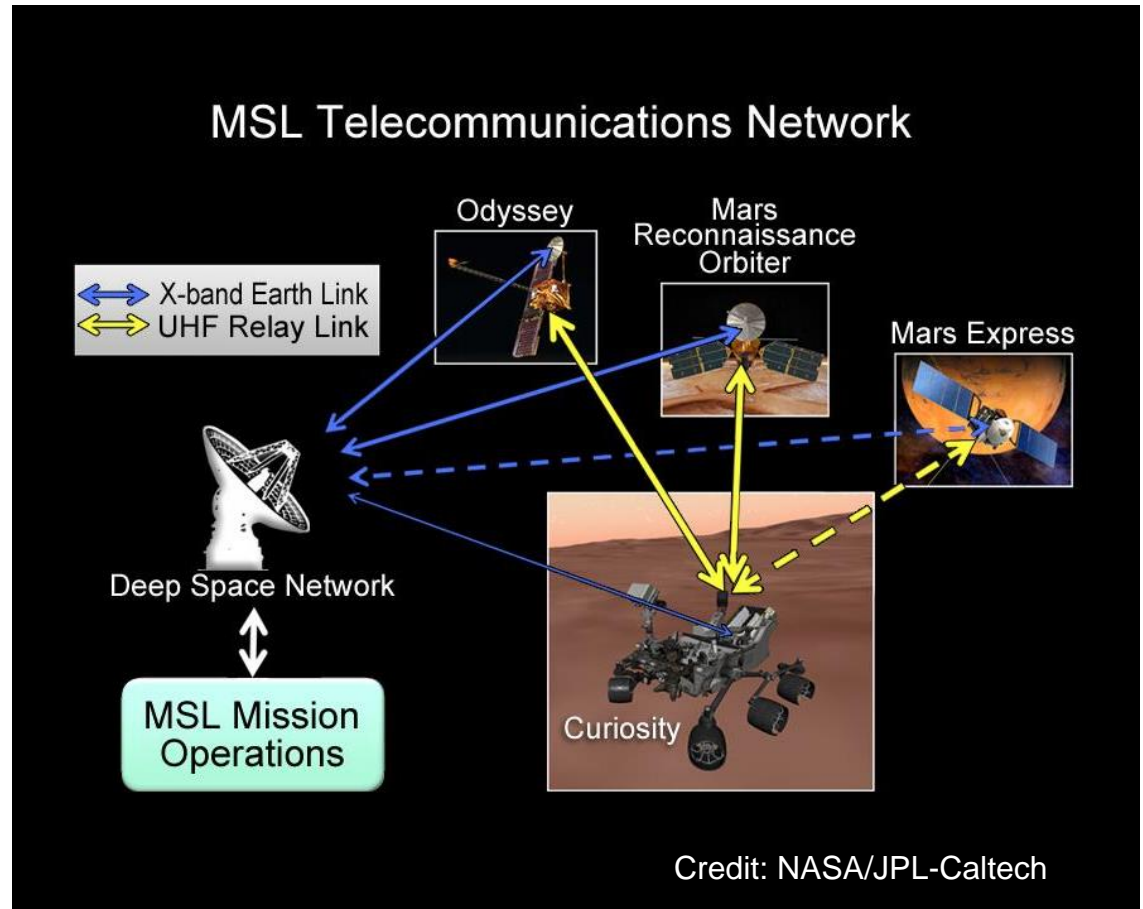 MSL Telecommunications Network
Odyssey
Mars
Reconnaissance
Orbiter
X-band Earth Link
UHF Relay Link
Mars Express
Deep Space Network
MSL Mission
Operations
Curiosity
Credit: NASA/JPL-Caltech